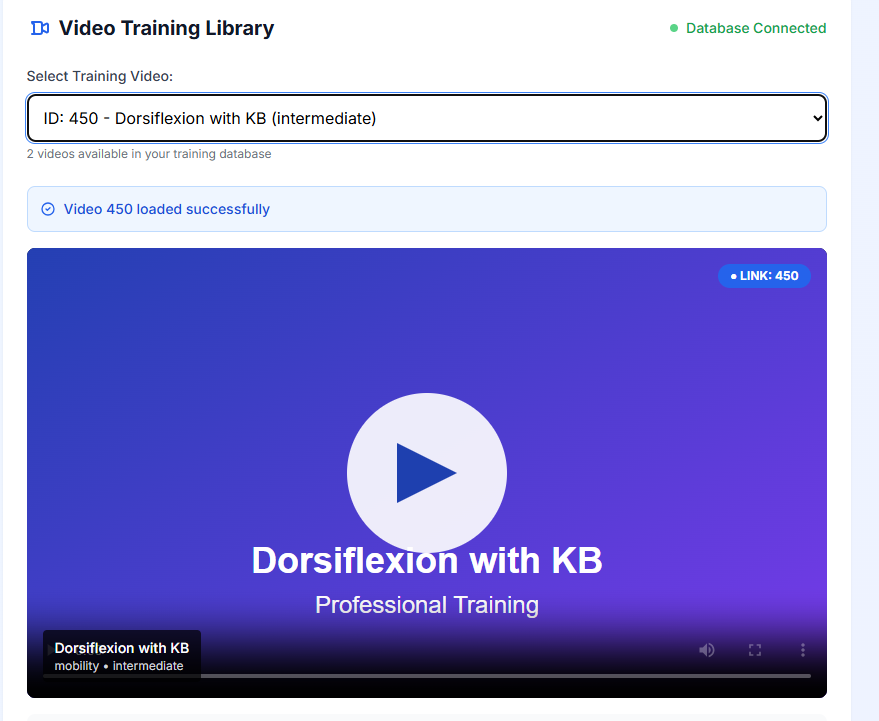 Video Training Library
Database Connected
Select Training Video:
ID: 450 - Dorsiflexion with KB (intermediate)
2 videos available in your training database
Video 450 loaded successfully
● LINK: 450
Dorsiflexion with KB
Professional Training
Dorsiflexion with KB
mobility • intermediate